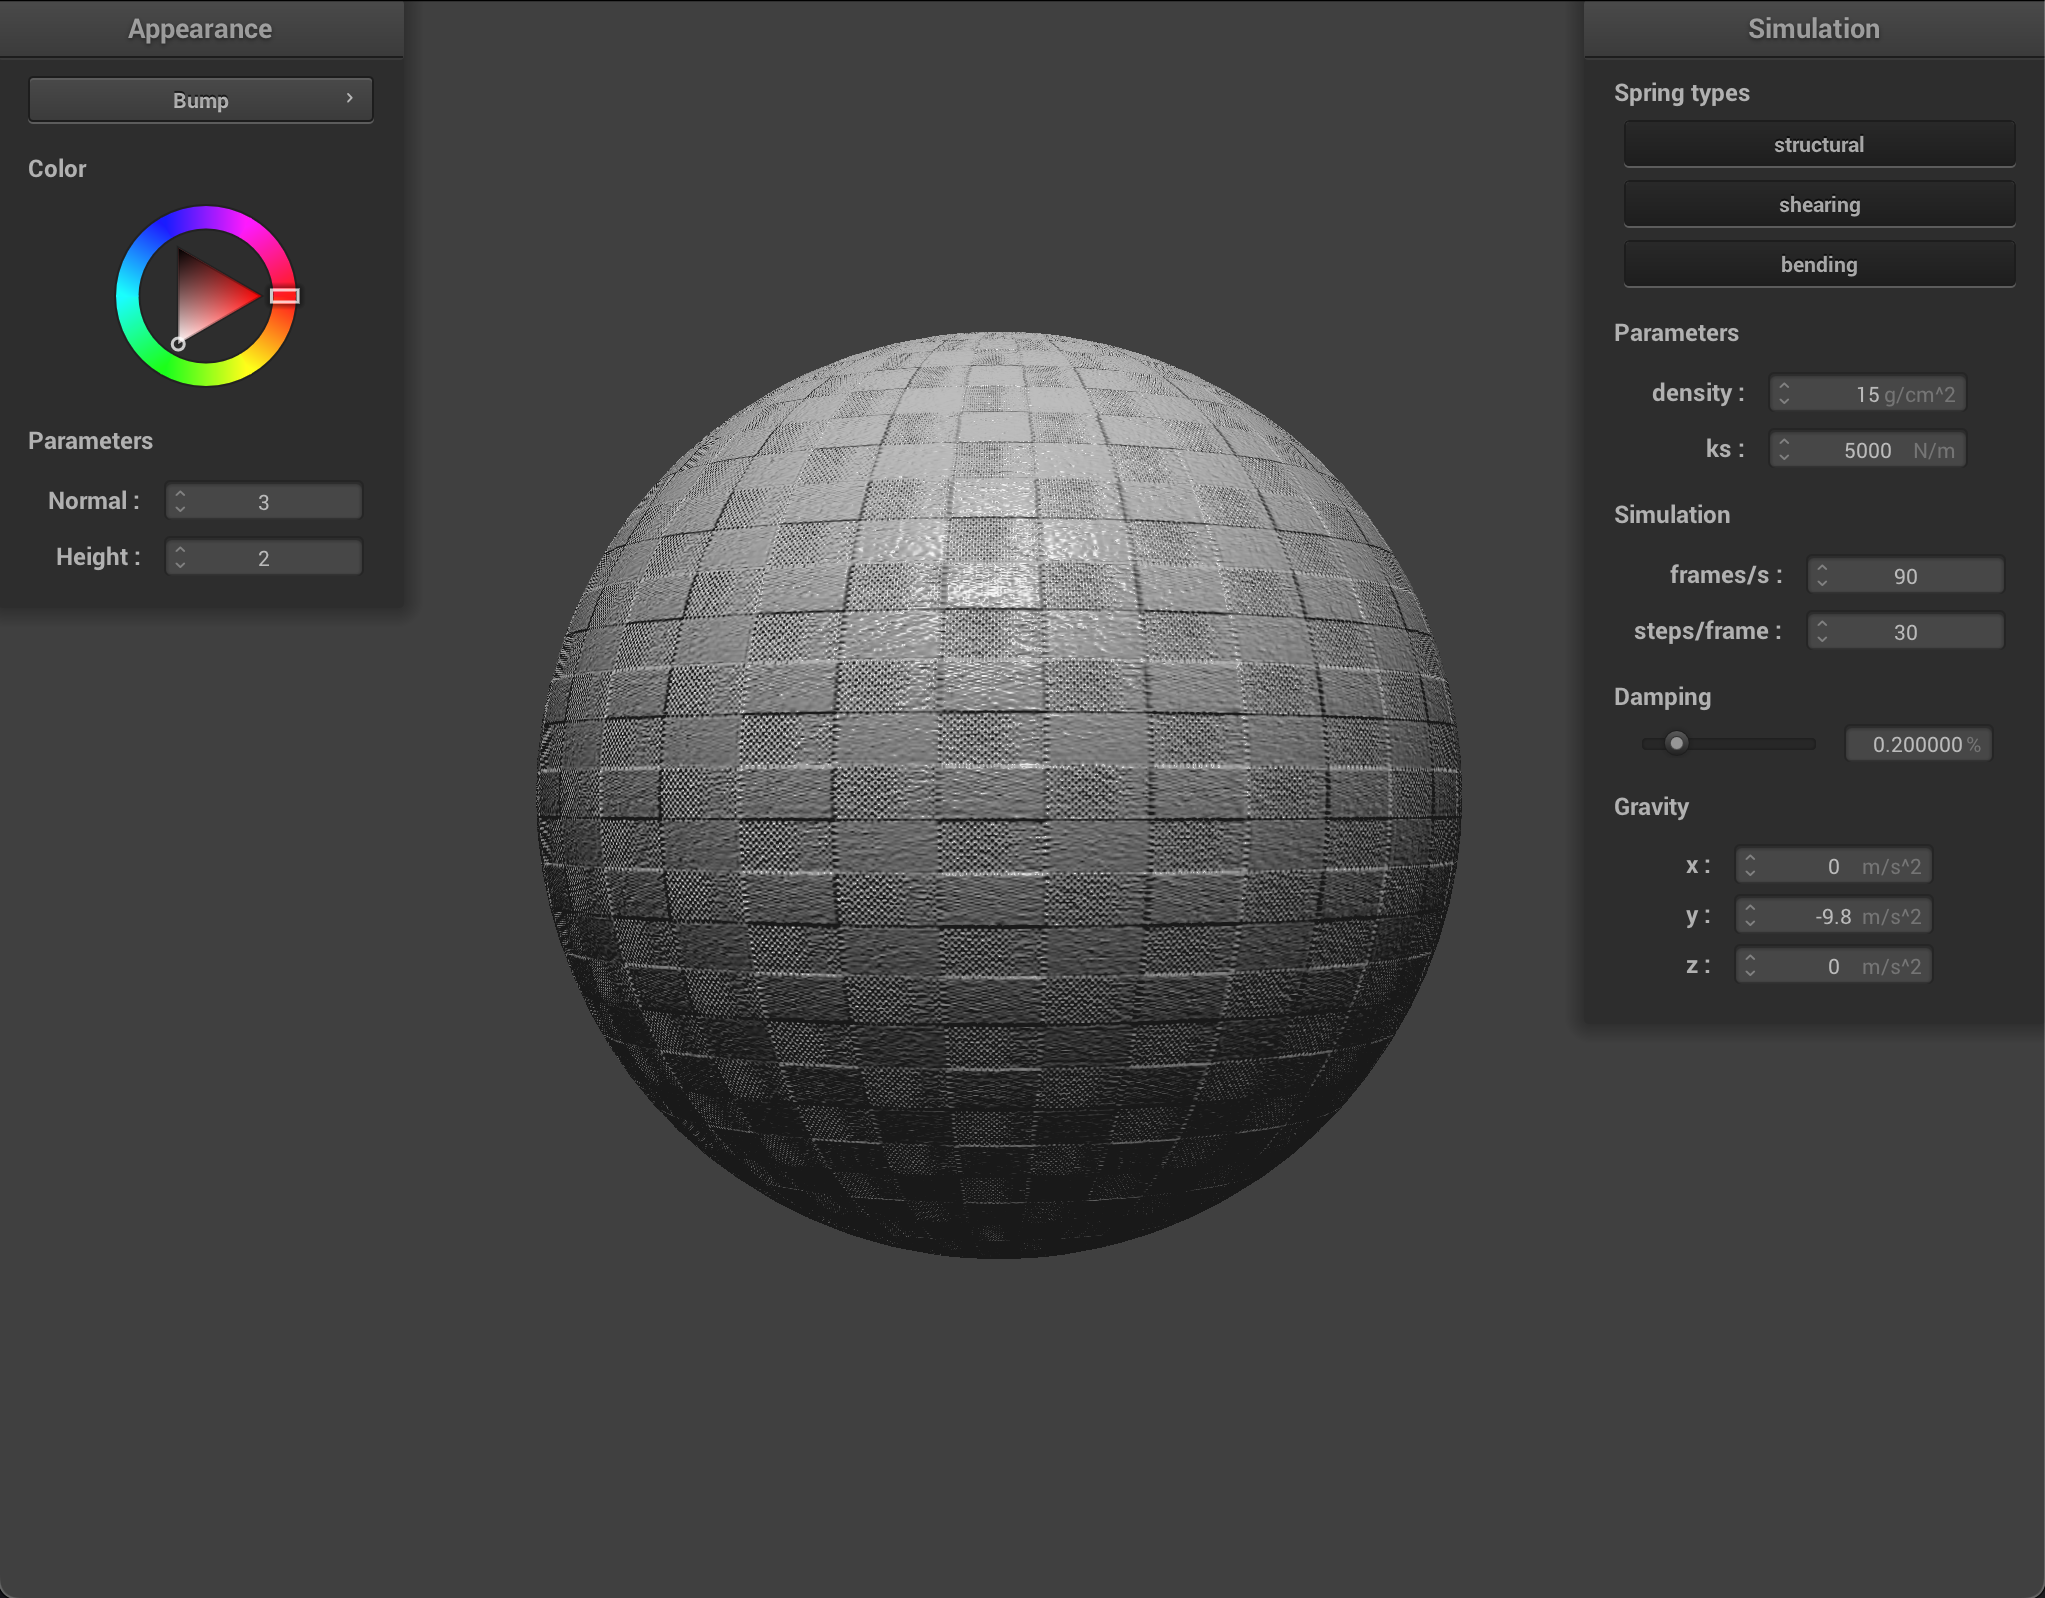 Appearance
Bump
Color
Parameters
Normal : 3
Height : 2
Simulation
Spring types
structural
shearing
bending
Parameters
density : 15 g/cm^2
ks : 5000 N/m
Simulation
frames/s : 90
steps/frame : 30
Damping
0.200000 %
Gravity
x : 0 m/s^2
y : -9.8 m/s^2
z : 0 m/s^2